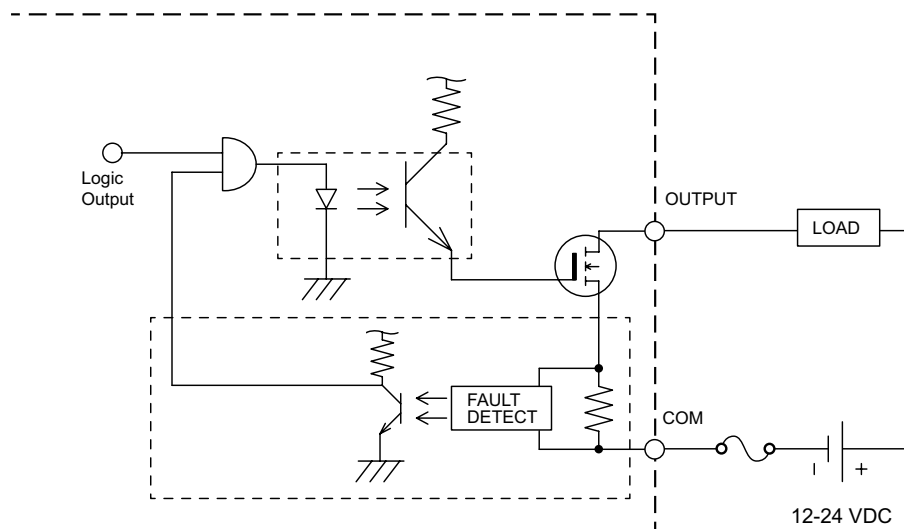 Logic
Output
OUTPUT
LOAD
FAULT
DETECT
COM
- +
12-24 VDC